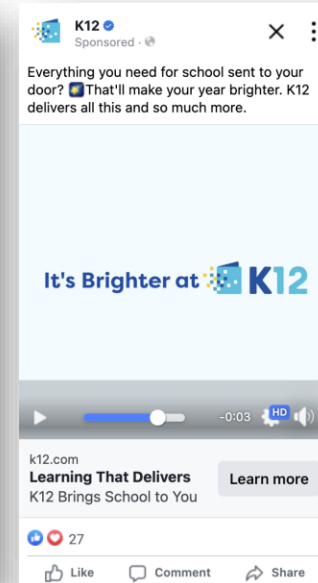 K12
Sponsored ·
Everything you need for school sent to your
door? That'll make your year brighter. K12
delivers all this and so much more.
It's Brighter at K12
-0:03 HD
k12.com
Learning That Delivers
K12 Brings School to You
Learn more
27
Like Comment Share